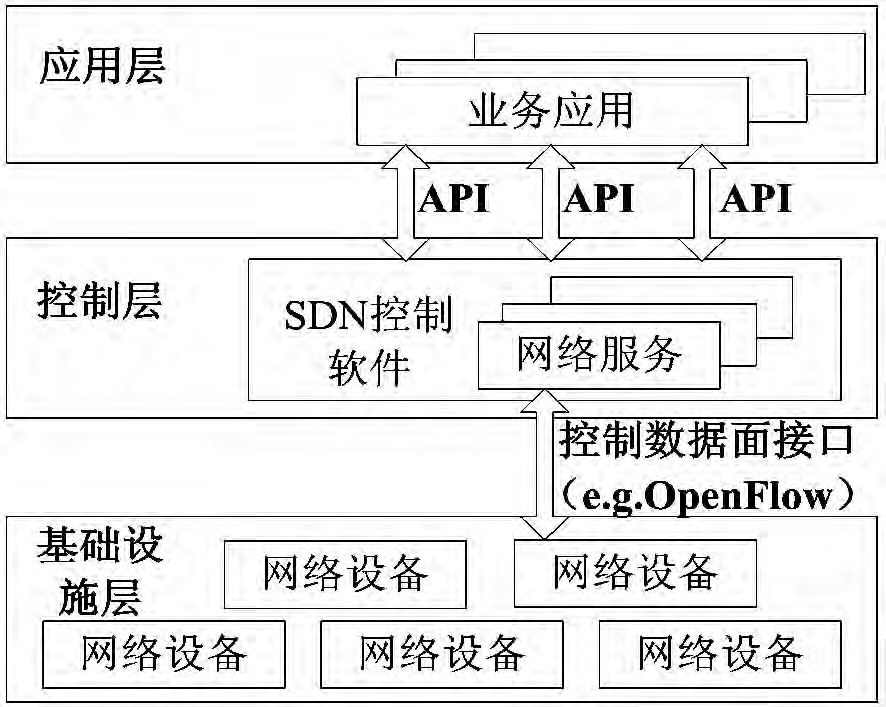 应用层
业务应用
API API API
控制层
SDN控制
软件
网络服务
控制数据面接口
（e.g.OpenFlow）
基础设
施层
网络设备 网络设备
网络设备 网络设备 网络设备